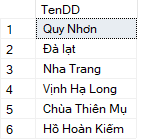 TenDD
1 Quy Nhơn
2 Đà lạt
3 Nha Trang
4 Vịnh Hạ Long
5 Chùa Thiên Mụ
6 Hồ Hoàn Kiếm